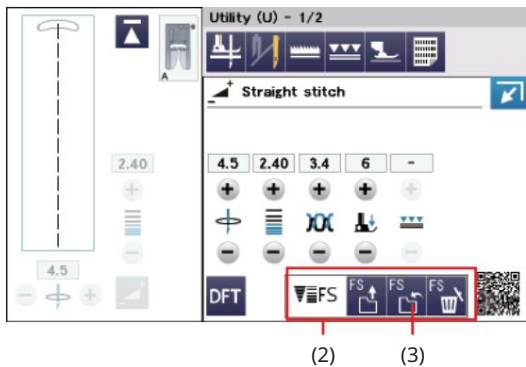 Utility (U) - 1/2
A
Straight stitch
2.40
4.5 2.40 3.4 6 -
4.5
DFT FS FS FS FS
(2) (3)